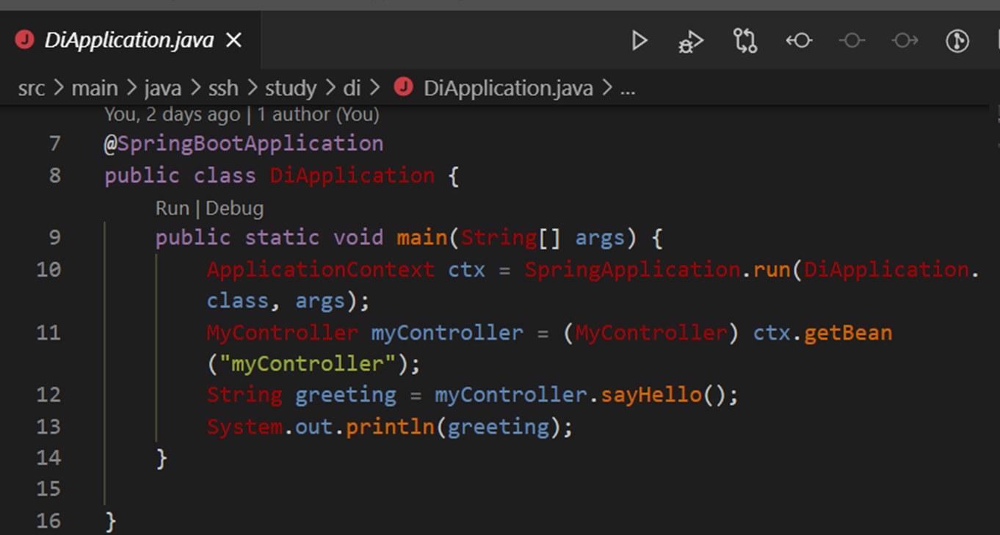 DiApplication.java
src > main > java > ssh > study > di > DiApplication.java > ...
You, 2 days ago | 1 author (You)
7 @SpringBootApplication
8 public class DiApplication {
Run | Debug
9 public static void main(String[] args) {
10 ApplicationContext ctx = SpringApplication.run(DiApplication.
class, args);
11 MyController myController = (MyController) ctx.getBean
("myController");
12 String greeting = myController.sayHello();
13 System.out.println(greeting);
14 }
15
16 }